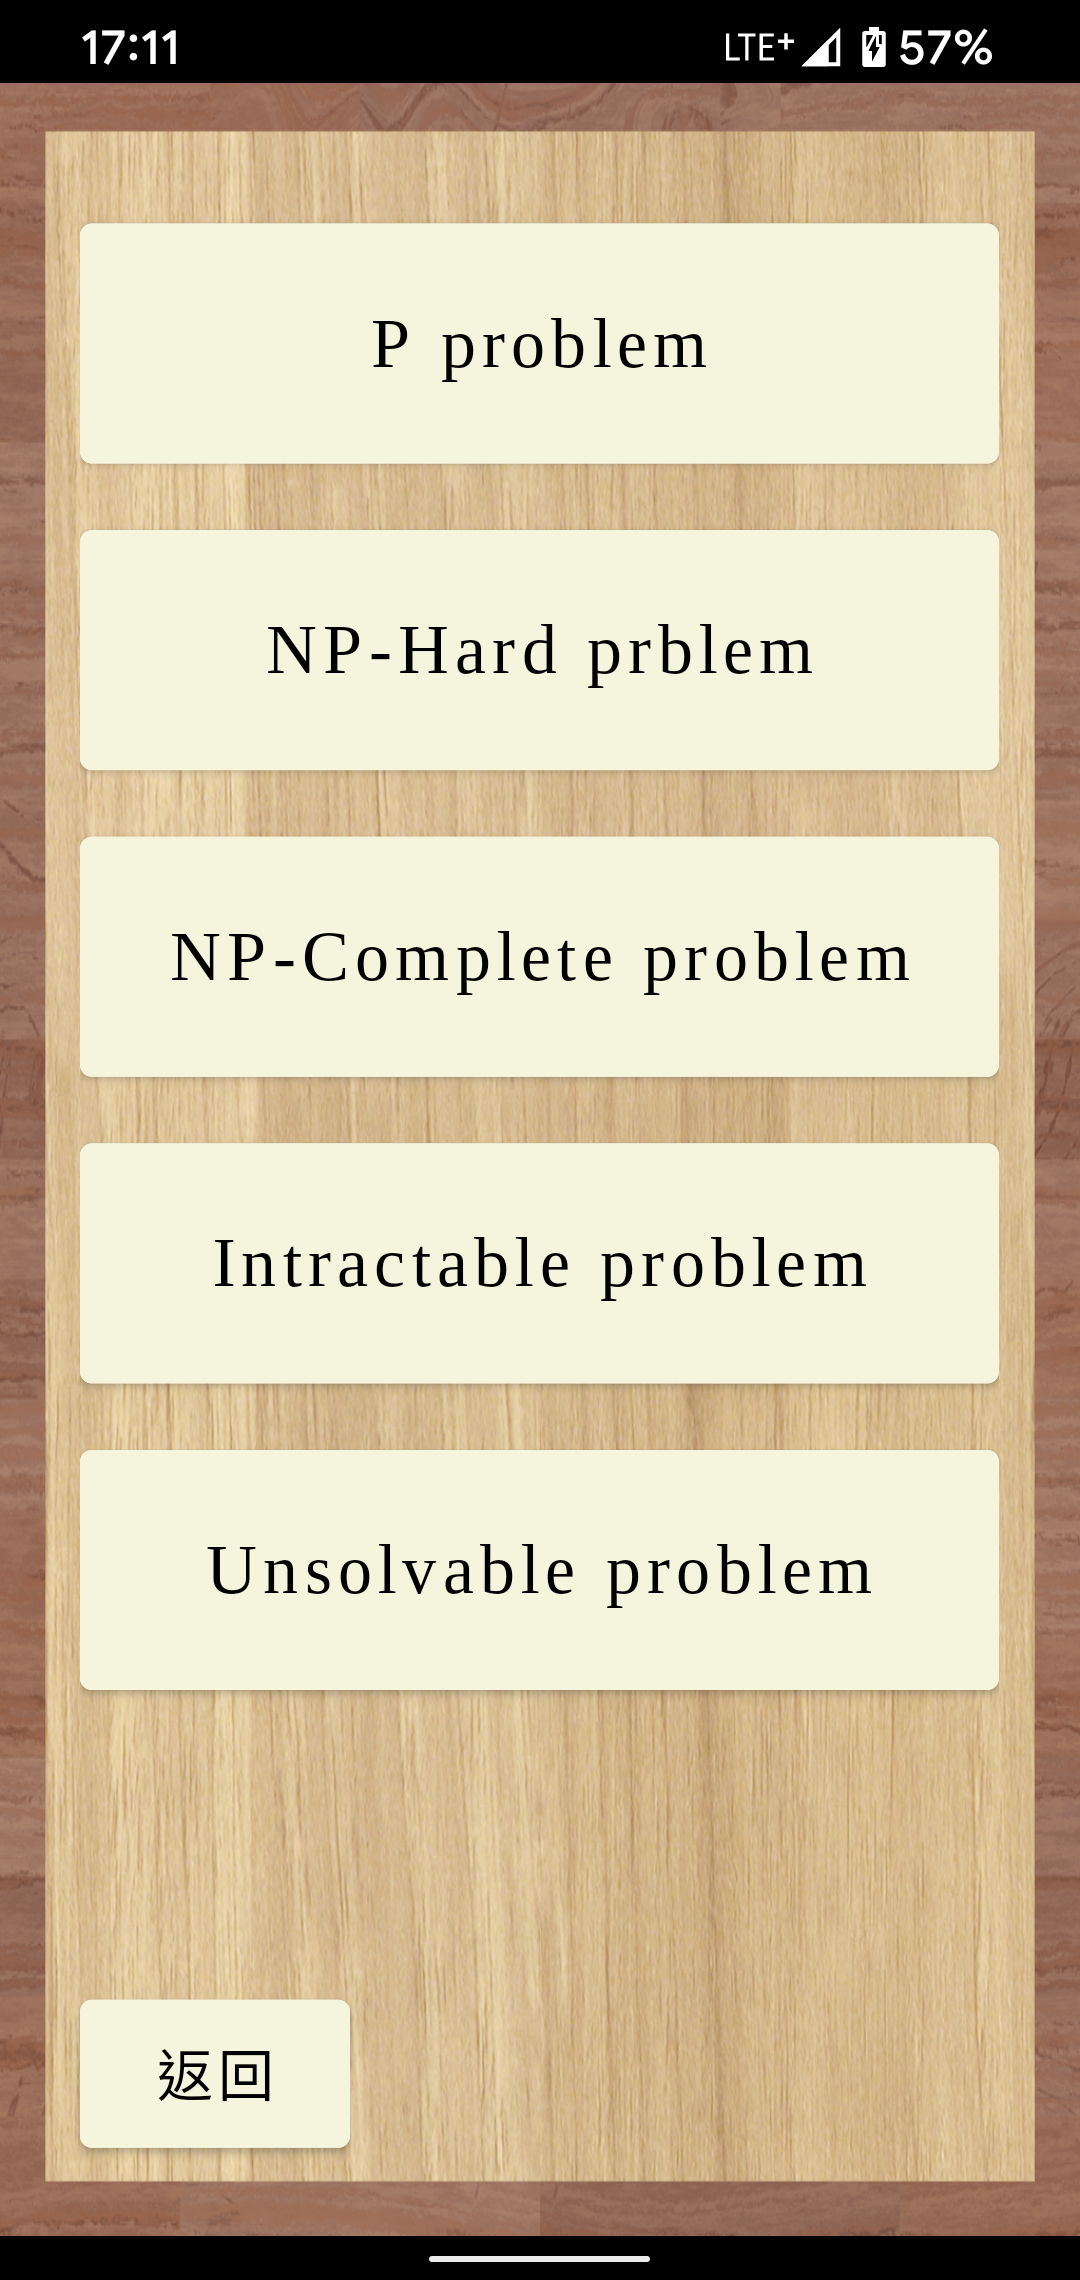 17:11 LTE+ 57%
P problem
NP-Hard prblem
NP-Complete problem
Intractable problem
Unsolvable problem
返回